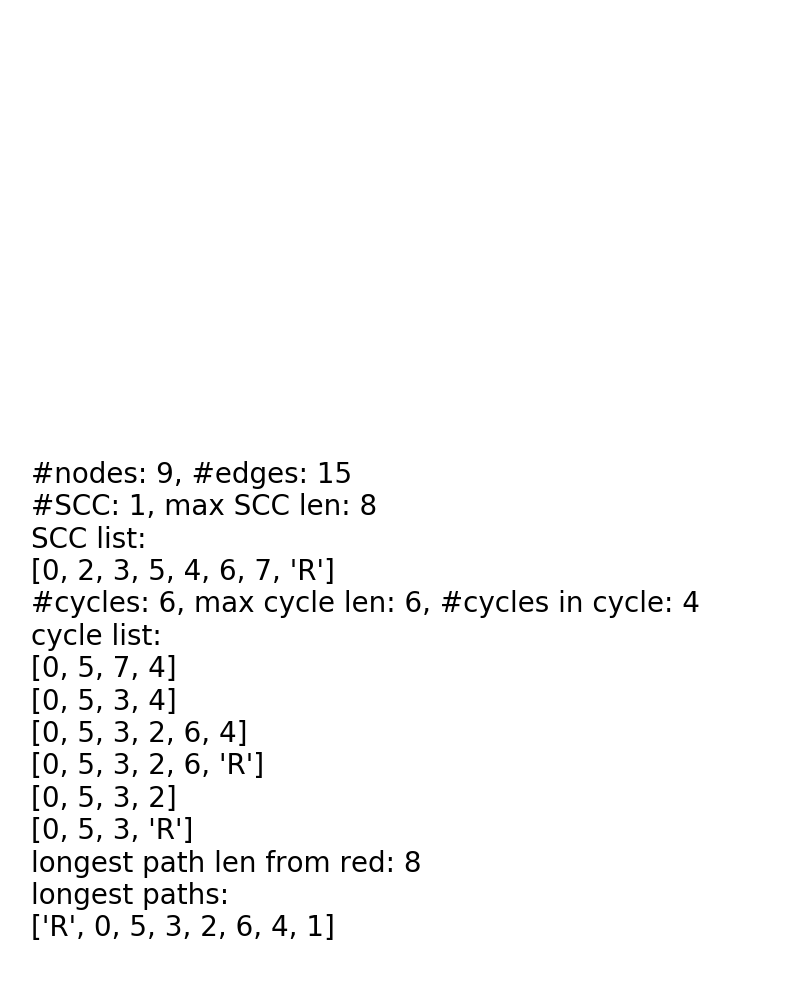 #nodes: 9, #edges: 15
#SCC: 1, max SCC len: 8
SCC list:
[0, 2, 3, 5, 4, 6, 7, 'R']
#cycles: 6, max cycle len: 6, #cycles in cycle: 4
cycle list:
[0, 5, 7, 4]
[0, 5, 3, 4]
[0, 5, 3, 2, 6, 4]
[0, 5, 3, 2, 6, 'R']
[0, 5, 3, 2]
[0, 5, 3, 'R']
longest path len from red: 8
longest paths:
['R', 0, 5, 3, 2, 6, 4, 1]